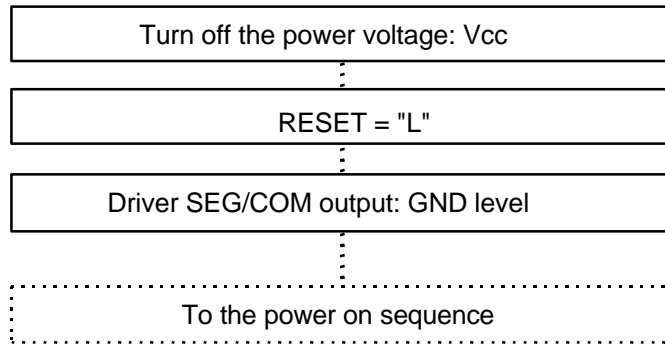 Turn off the power voltage: Vcc
RESET = "L"
Driver SEG/COM output: GND level
To the power on sequence